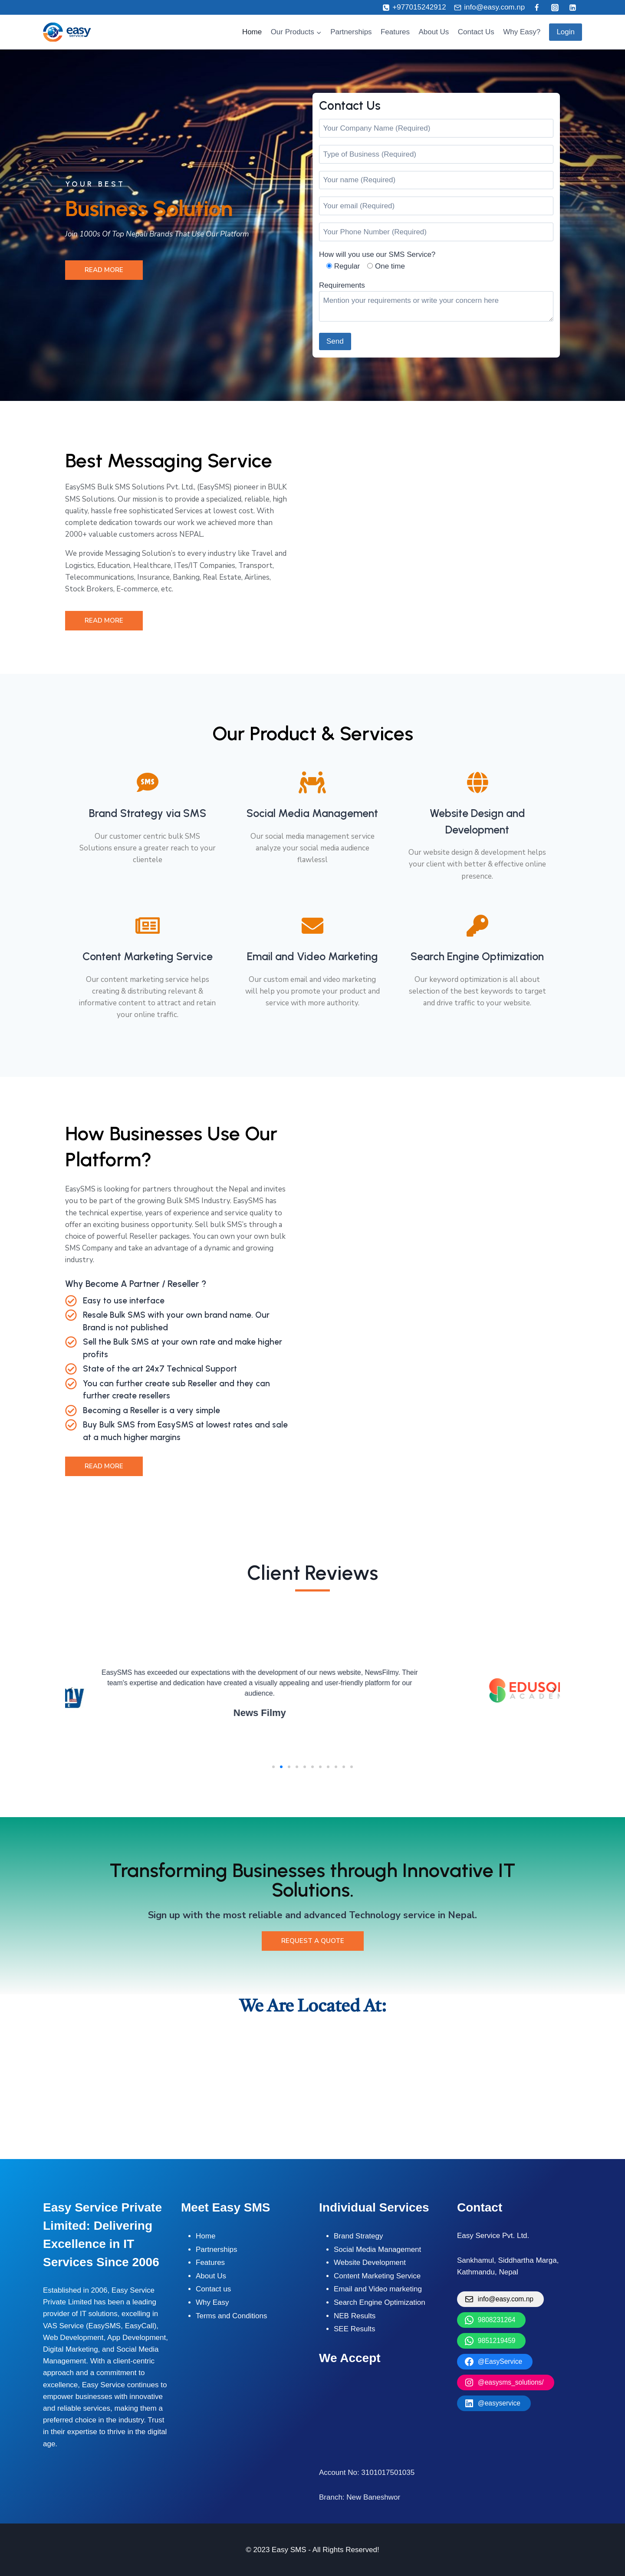 +977015242912 info@easy.com.np
easy
SERVICE
Home Our Products Partnerships Features About Us Contact Us Why Easy? Login
YOUR BEST
Business Solution
Join 1000s Of Top Nepali Brands That Use Our Platform
READ MORE
Contact Us
Your Company Name (Required)
Type of Business (Required)
Your name (Required)
Your email (Required)
Your Phone Number (Required)
How will you use our SMS Service?
Regular One time
Requirements
Mention your requirements or write your concern here
Send
Best Messaging Service
EasySMS Bulk SMS Solutions Pvt. Ltd., (EasySMS) pioneer in BULK
SMS Solutions. Our mission is to provide a specialized, reliable, high
quality, hassle free sophisticated Services at lowest cost. With
complete dedication towards our work we achieved more than
2000+ valuable customers across NEPAL.
We provide Messaging Solution's to every industry like Travel and
Logistics, Education, Healthcare, ITes/IT Companies, Transport,
Telecommunications, Insurance, Banking, Real Estate, Airlines,
Stock Brokers, E-commerce, etc.
READ MORE
Our Product & Services
SMS
Brand Strategy via SMS
Our customer centric bulk SMS
Solutions ensure a greater reach to your
clientele
Social Media Management
Our social media management service
analyze your social media audience
flawlessl
Website Design and
Development
Our website design & development helps
your client with better & effective online
presence.
Content Marketing Service
Our content marketing service helps
creating & distributing relevant &
informative content to attract and retain
your online traffic.
Email and Video Marketing
Our custom email and video marketing
will help you promote your product and
service with more authority.
Search Engine Optimization
Our keyword optimization is all about
selection of the best keywords to target
and drive traffic to your website.
How Businesses Use Our
Platform?
EasySMS is looking for partners throughout the Nepal and invites
you to be part of the growing Bulk SMS Industry. EasySMS has
the technical expertise, years of experience and service quality to
offer an exciting business opportunity. Sell bulk SMS's through a
choice of powerful Reseller packages. You can own your own bulk
SMS Company and take an advantage of a dynamic and growing
industry.
Why Become A Partner / Reseller ?
Easy to use interface
Resale Bulk SMS with your own brand name. Our
Brand is not published
Sell the Bulk SMS at your own rate and make higher
profits
State of the art 24x7 Technical Support
You can further create sub Reseller and they can
further create resellers
Becoming a Reseller is a very simple
Buy Bulk SMS from EasySMS at lowest rates and sale
at a much higher margins
READ MORE
Client Reviews
EasySMS has exceeded our expectations with the development of our news website, NewsFilmy. Their
team's expertise and dedication have created a visually appealing and user-friendly platform for our
audience.
News Filmy
Transforming Businesses through Innovative IT
Solutions.
Sign up with the most reliable and advanced Technology service in Nepal.
REQUEST A QUOTE
We Are Located At:
Easy Service Private
Limited: Delivering
Excellence in IT
Services Since 2006
Established in 2006, Easy Service
Private Limited has been a leading
provider of IT solutions, excelling in
VAS Service (EasySMS, EasyCall),
Web Development, App Development,
Digital Marketing, and Social Media
Management. With a client-centric
approach and a commitment to
excellence, Easy Service continues to
empower businesses with innovative
and reliable services, making them a
preferred choice in the industry. Trust
in their expertise to thrive in the digital
age.
Meet Easy SMS
Home
Partnerships
Features
About Us
Contact us
Why Easy
Terms and Conditions
Individual Services
Brand Strategy
Social Media Management
Website Development
Content Marketing Service
Email and Video marketing
Search Engine Optimization
NEB Results
SEE Results
We Accept
Account No: 3101017501035
Branch: New Baneshwor
Contact
Easy Service Pvt. Ltd.
Sankhamul, Siddhartha Marga,
Kathmandu, Nepal
info@easy.com.np
9808231264
9851219459
@EasyService
@easysms_solutions/
@easyservice
© 2023 Easy SMS - All Rights Reserved!